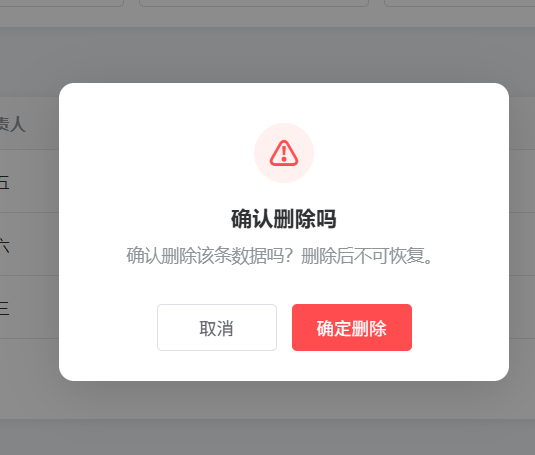 责人
五
六
三
确认删除吗
确认删除该条数据吗？删除后不可恢复。
取消
确定删除